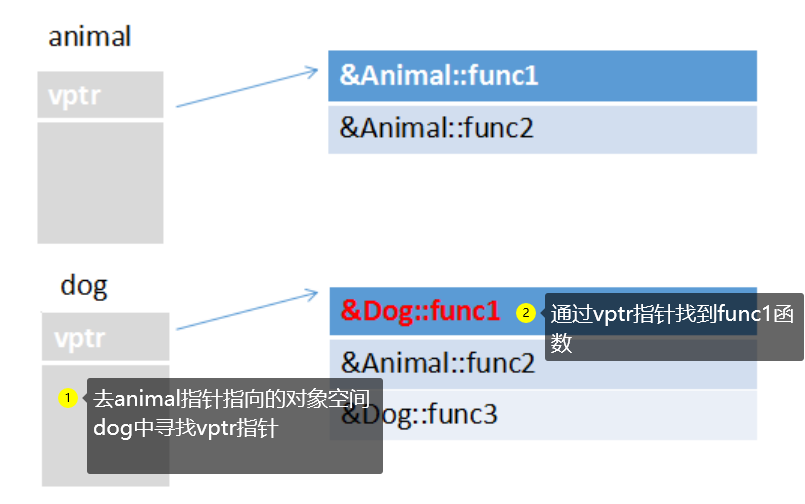 animal
vptr
&Animal::func1
&Animal::func2
dog
vptr
&Dog::func1
2
通过vptr指针找到func1函
数
&Animal::func2
1
去animal指针指向的对象空间
dog中寻找vptr指针
&Dog::func3